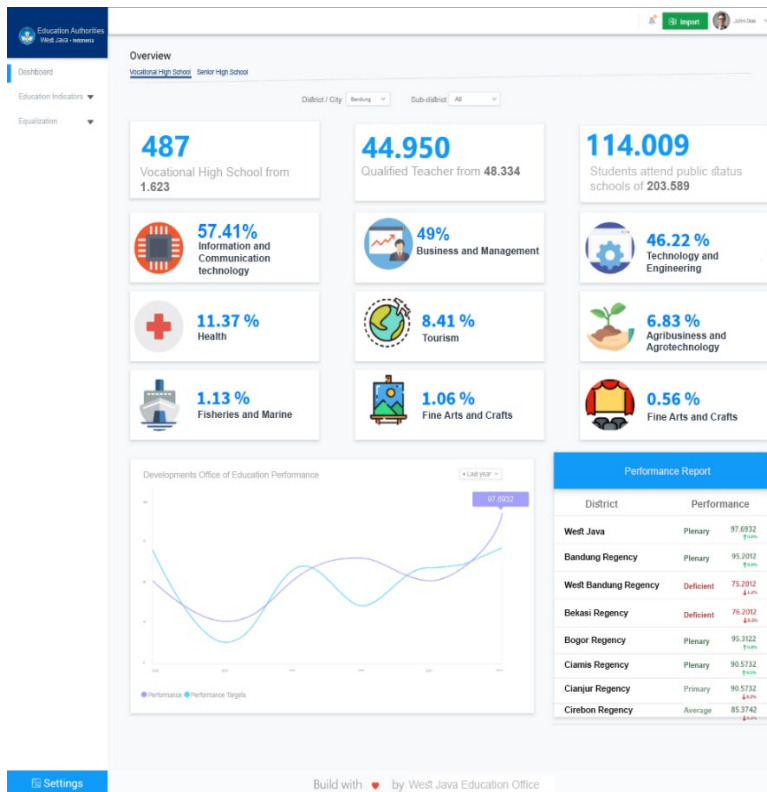 Education Authorities
West Java - Indonesia
Import
John Doe
Dashboard
Education Indicators
Equalization
Overview
Vocational High School Senior High School
District / City Bandung Sub-district All
487
Vocational High School from
1.623
44.950
Qualified Teacher from 48.334
114.009
Students attend public status
schools of 203.589
57.41%
Information and
Communication
technology
49%
Business and Management
46.22 %
Technology and
Engineering
11.37 %
Health
8.41 %
Tourism
6.83 %
Agribusiness and
Agrotechnology
1.13 %
Fisheries and Marine
1.06 %
Fine Arts and Crafts
0.56 %
Fine Arts and Crafts
Developments Office of Education Performance
Last year
97.6932
Performance Performance Targets
Performance Report
District Performance
West Java Plenary 97.6932
Bandung Regency Plenary 95.2012
West Bandung Regency Deficient 75.2012
Bekasi Regency Deficient 76.2012
Bogor Regency Plenary 95.3122
Ciamis Regency Plenary 90.5732
Cianjur Regency Primary 90.5732
Cirebon Regency Average 85.3742
Settings
Build with by West Java Education Office